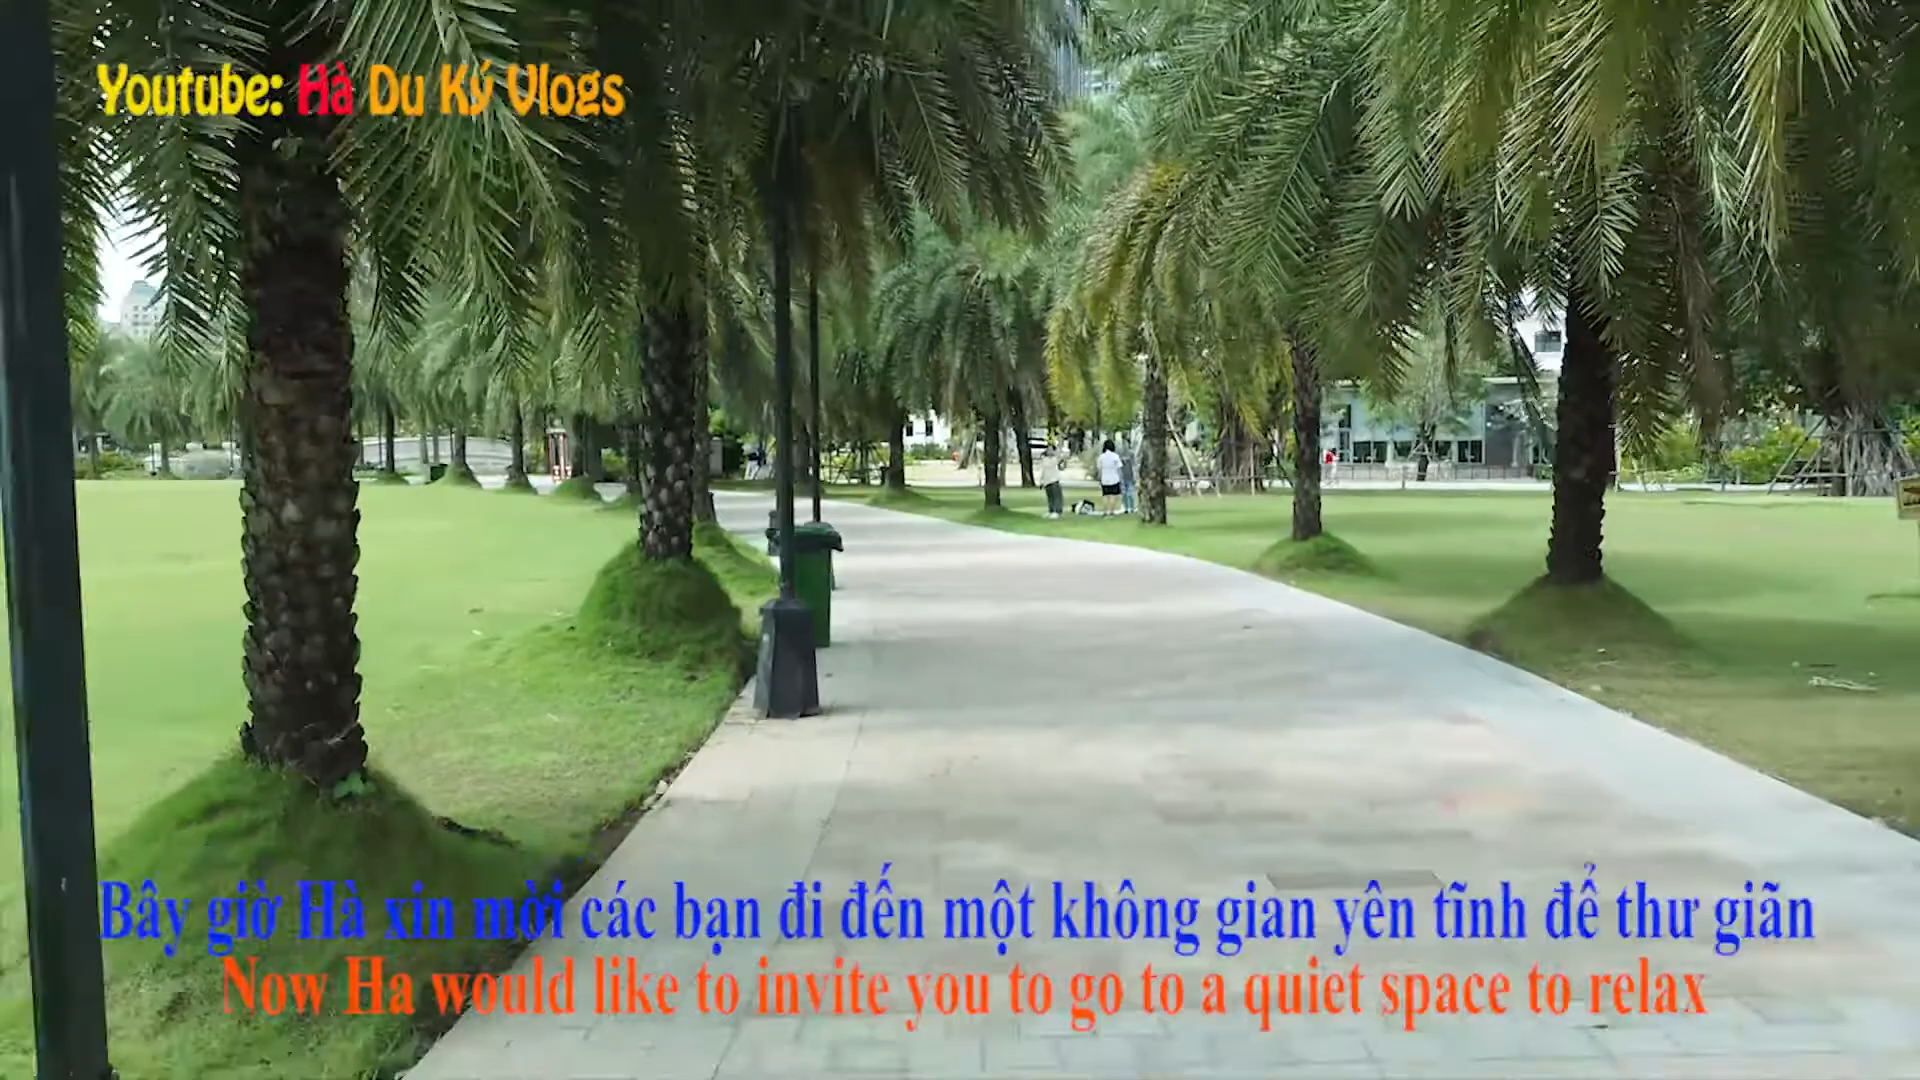 Youtube: Hà Du Ký Vlogs
Bây giờ Hà xin mời các bạn đi đến một không gian yên tĩnh để thư giãn
Now Ha would like to invite you to go to a quiet space to relax